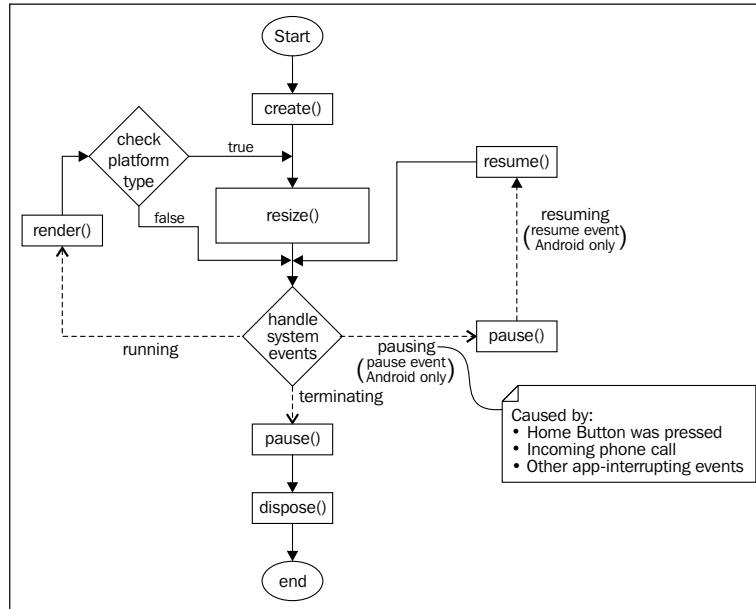 Start
create()
check
platform
type
true
resume()
resize()
false
render()
resuming
(resume event
Android only)
handle
system
events
running
pausing
(pause event
Android only)
pause()
terminating
Caused by:
• Home Button was pressed
• Incoming phone call
• Other app-interrupting events
pause()
dispose()
end